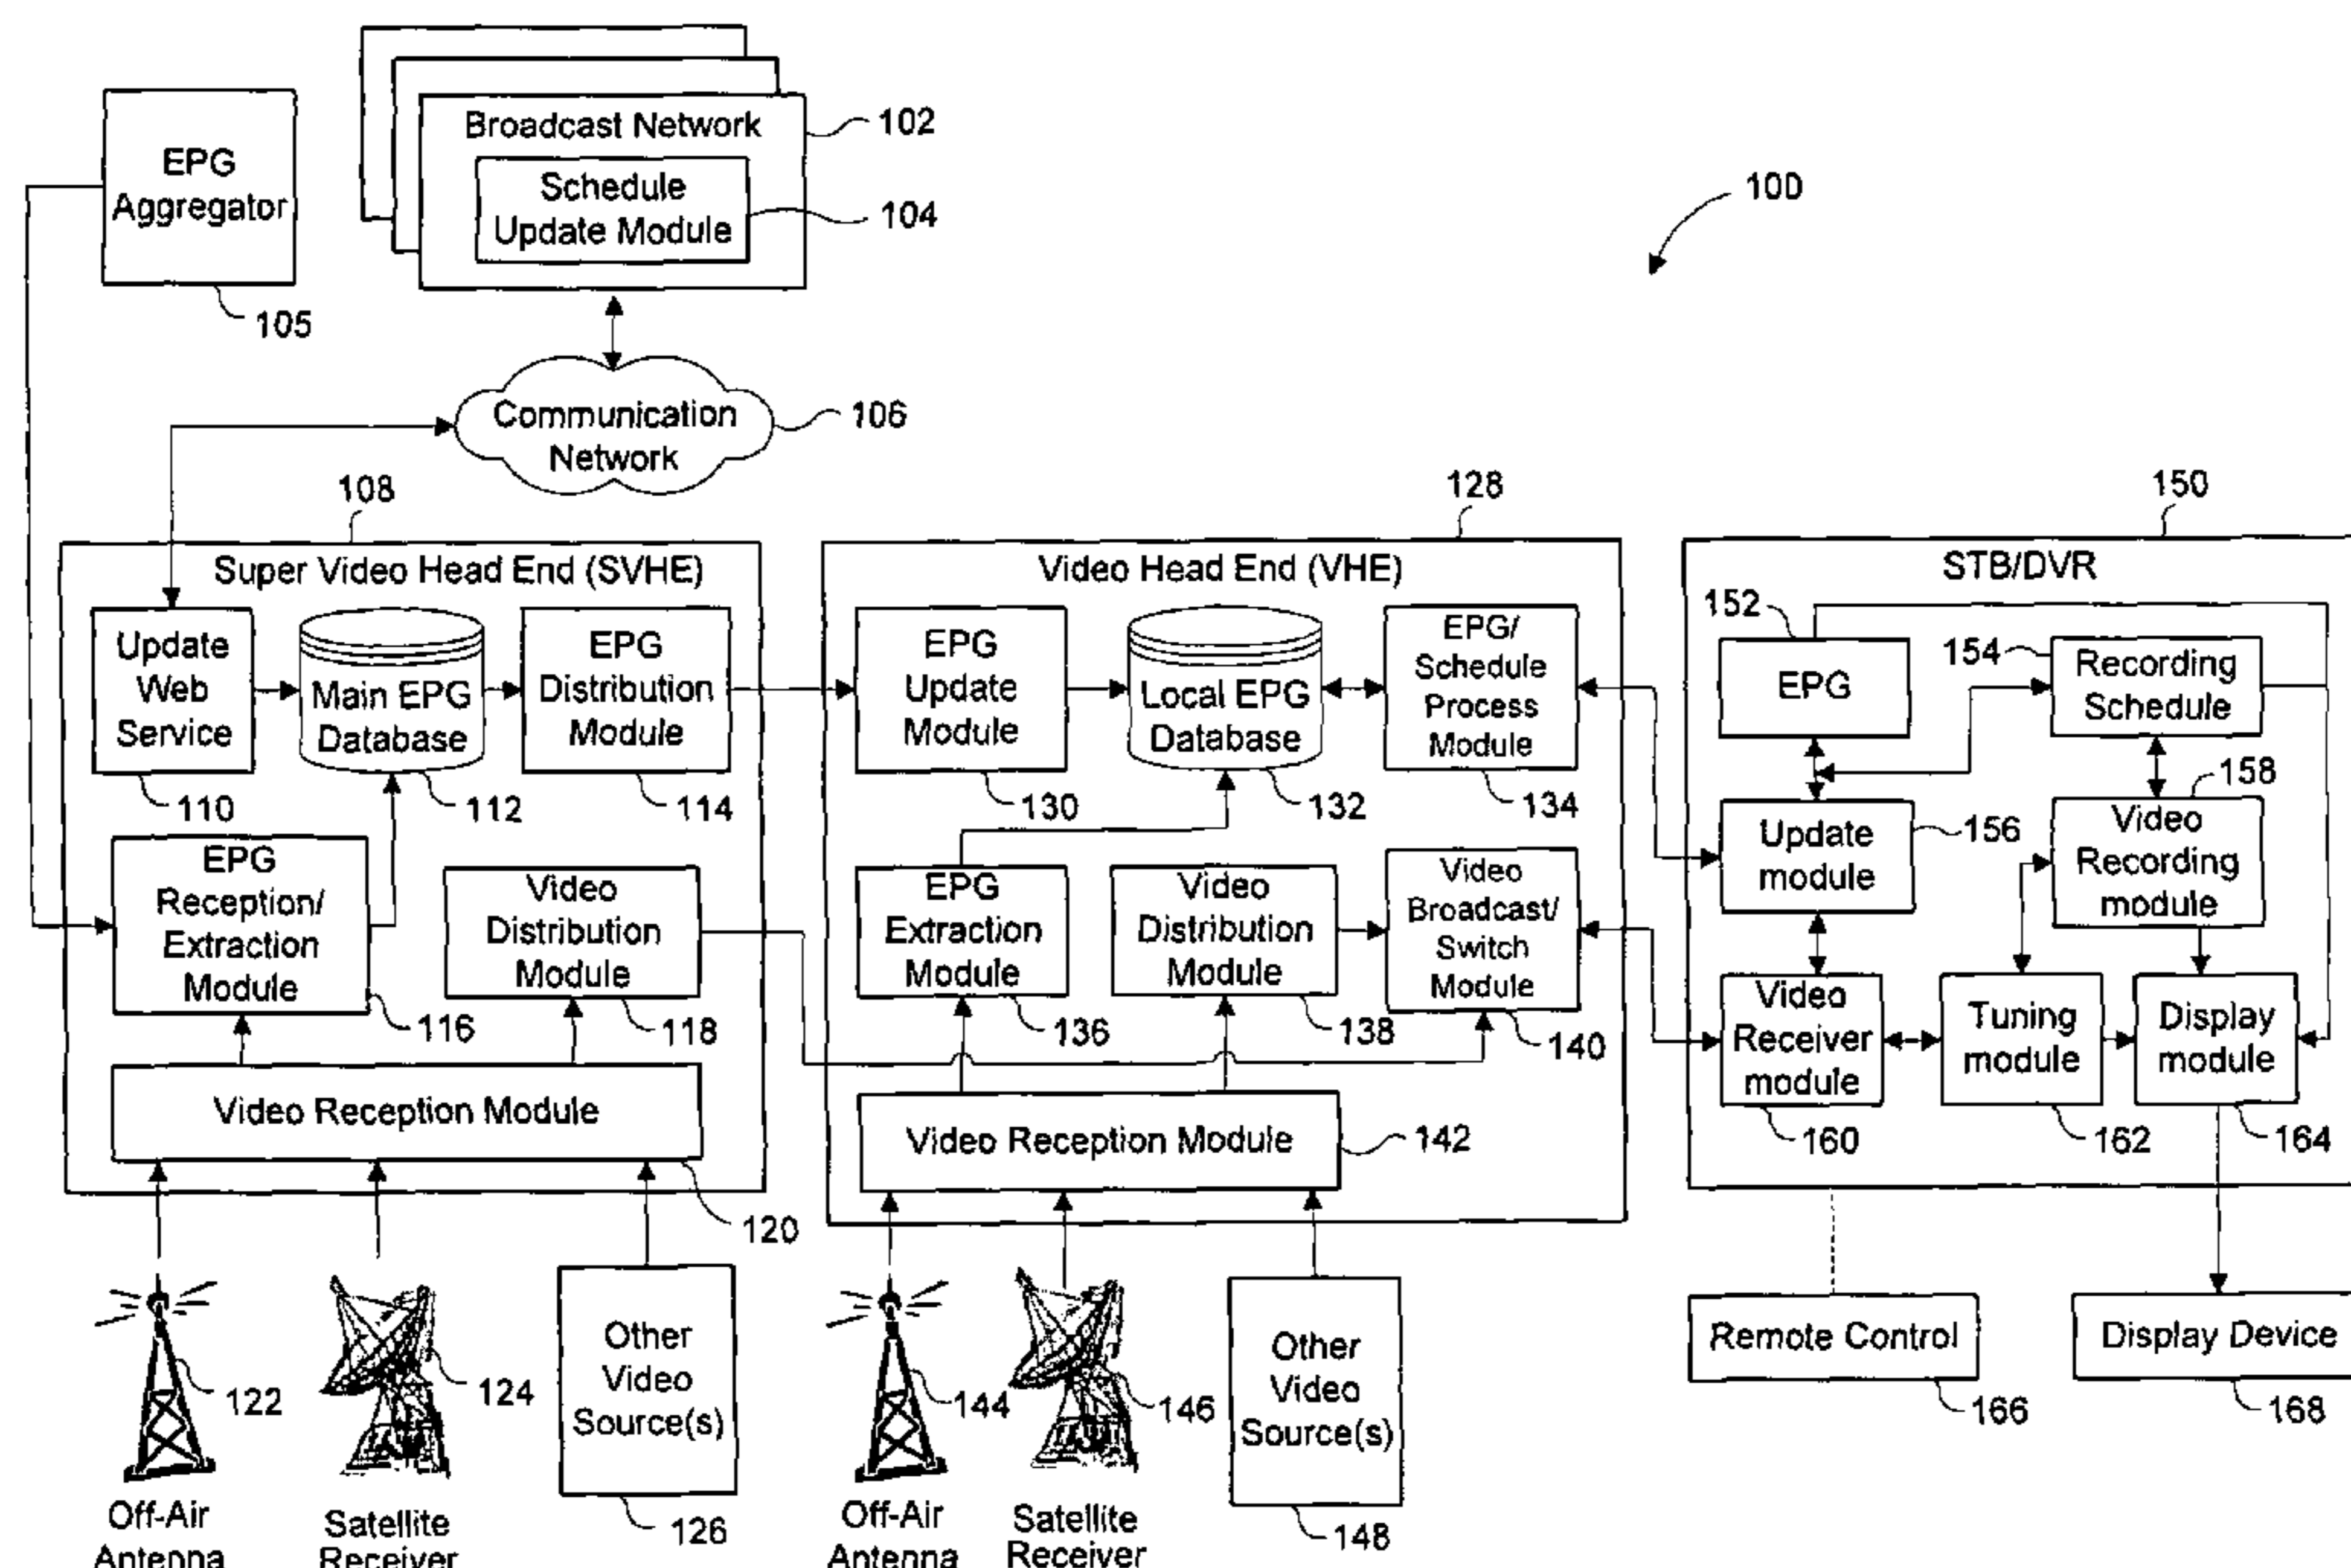 EPG
Aggregator
105
Broadcast Network
102
Schedule
Update Module
104
100
Communication
Network
106
108
Super Video Head End (SVHE)
Update
Web
Service
110
Main EPG
Database
112
EPG
Distribution
Module
114
EPG
Reception/
Extraction
Module
116
Video
Distribution
Module
118
Video Reception Module
120
122
Off-Air
Antenna
124
Satellite
Receiver
Other
Video
Source(s)
126
128
Video Head End (VHE)
EPG
Update
Module
130
Local EPG
Database
132
EPG/
Schedule
Process
Module
134
EPG
Extraction
Module
136
Video
Distribution
Module
138
Video
Broadcast/
Switch
Module
140
Video Reception Module
142
144
Off-Air
Antenna
146
Satellite
Receiver
Other
Video
Source(s)
148
150
STB/DVR
152
EPG
154
Recording
Schedule
Update
module
156
158
Video
Recording
module
Video
Receiver
module
160
Tuning
module
162
Display
module
164
Remote Control
166
Display Device
168